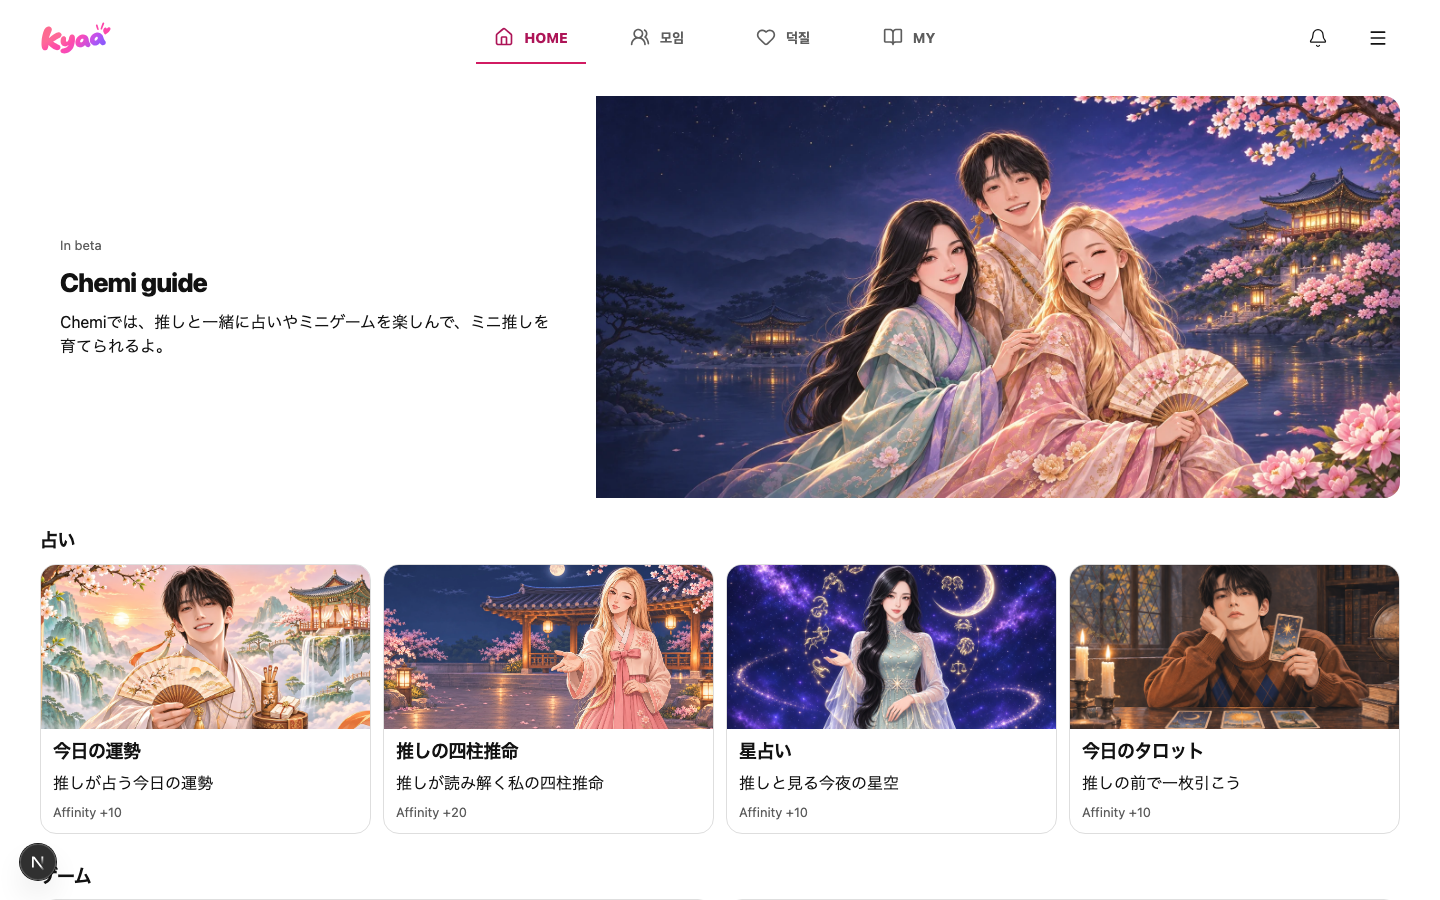 kyaa
HOME
모임
덕질
MY
In beta
Chemi guide
Chemiでは、推しと一緒に占いやミニゲームを楽しんで、ミニ推しを
育てられるよ。
占い
今日の運勢
推しが占う今日の運勢
Affinity +10
推しの四柱推命
推しが読み解く私の四柱推命
Affinity +20
星占い
推しと見る今夜の星空
Affinity +10
今日のタロット
推しの前で一枚引こう
Affinity +10
N
ゲーム